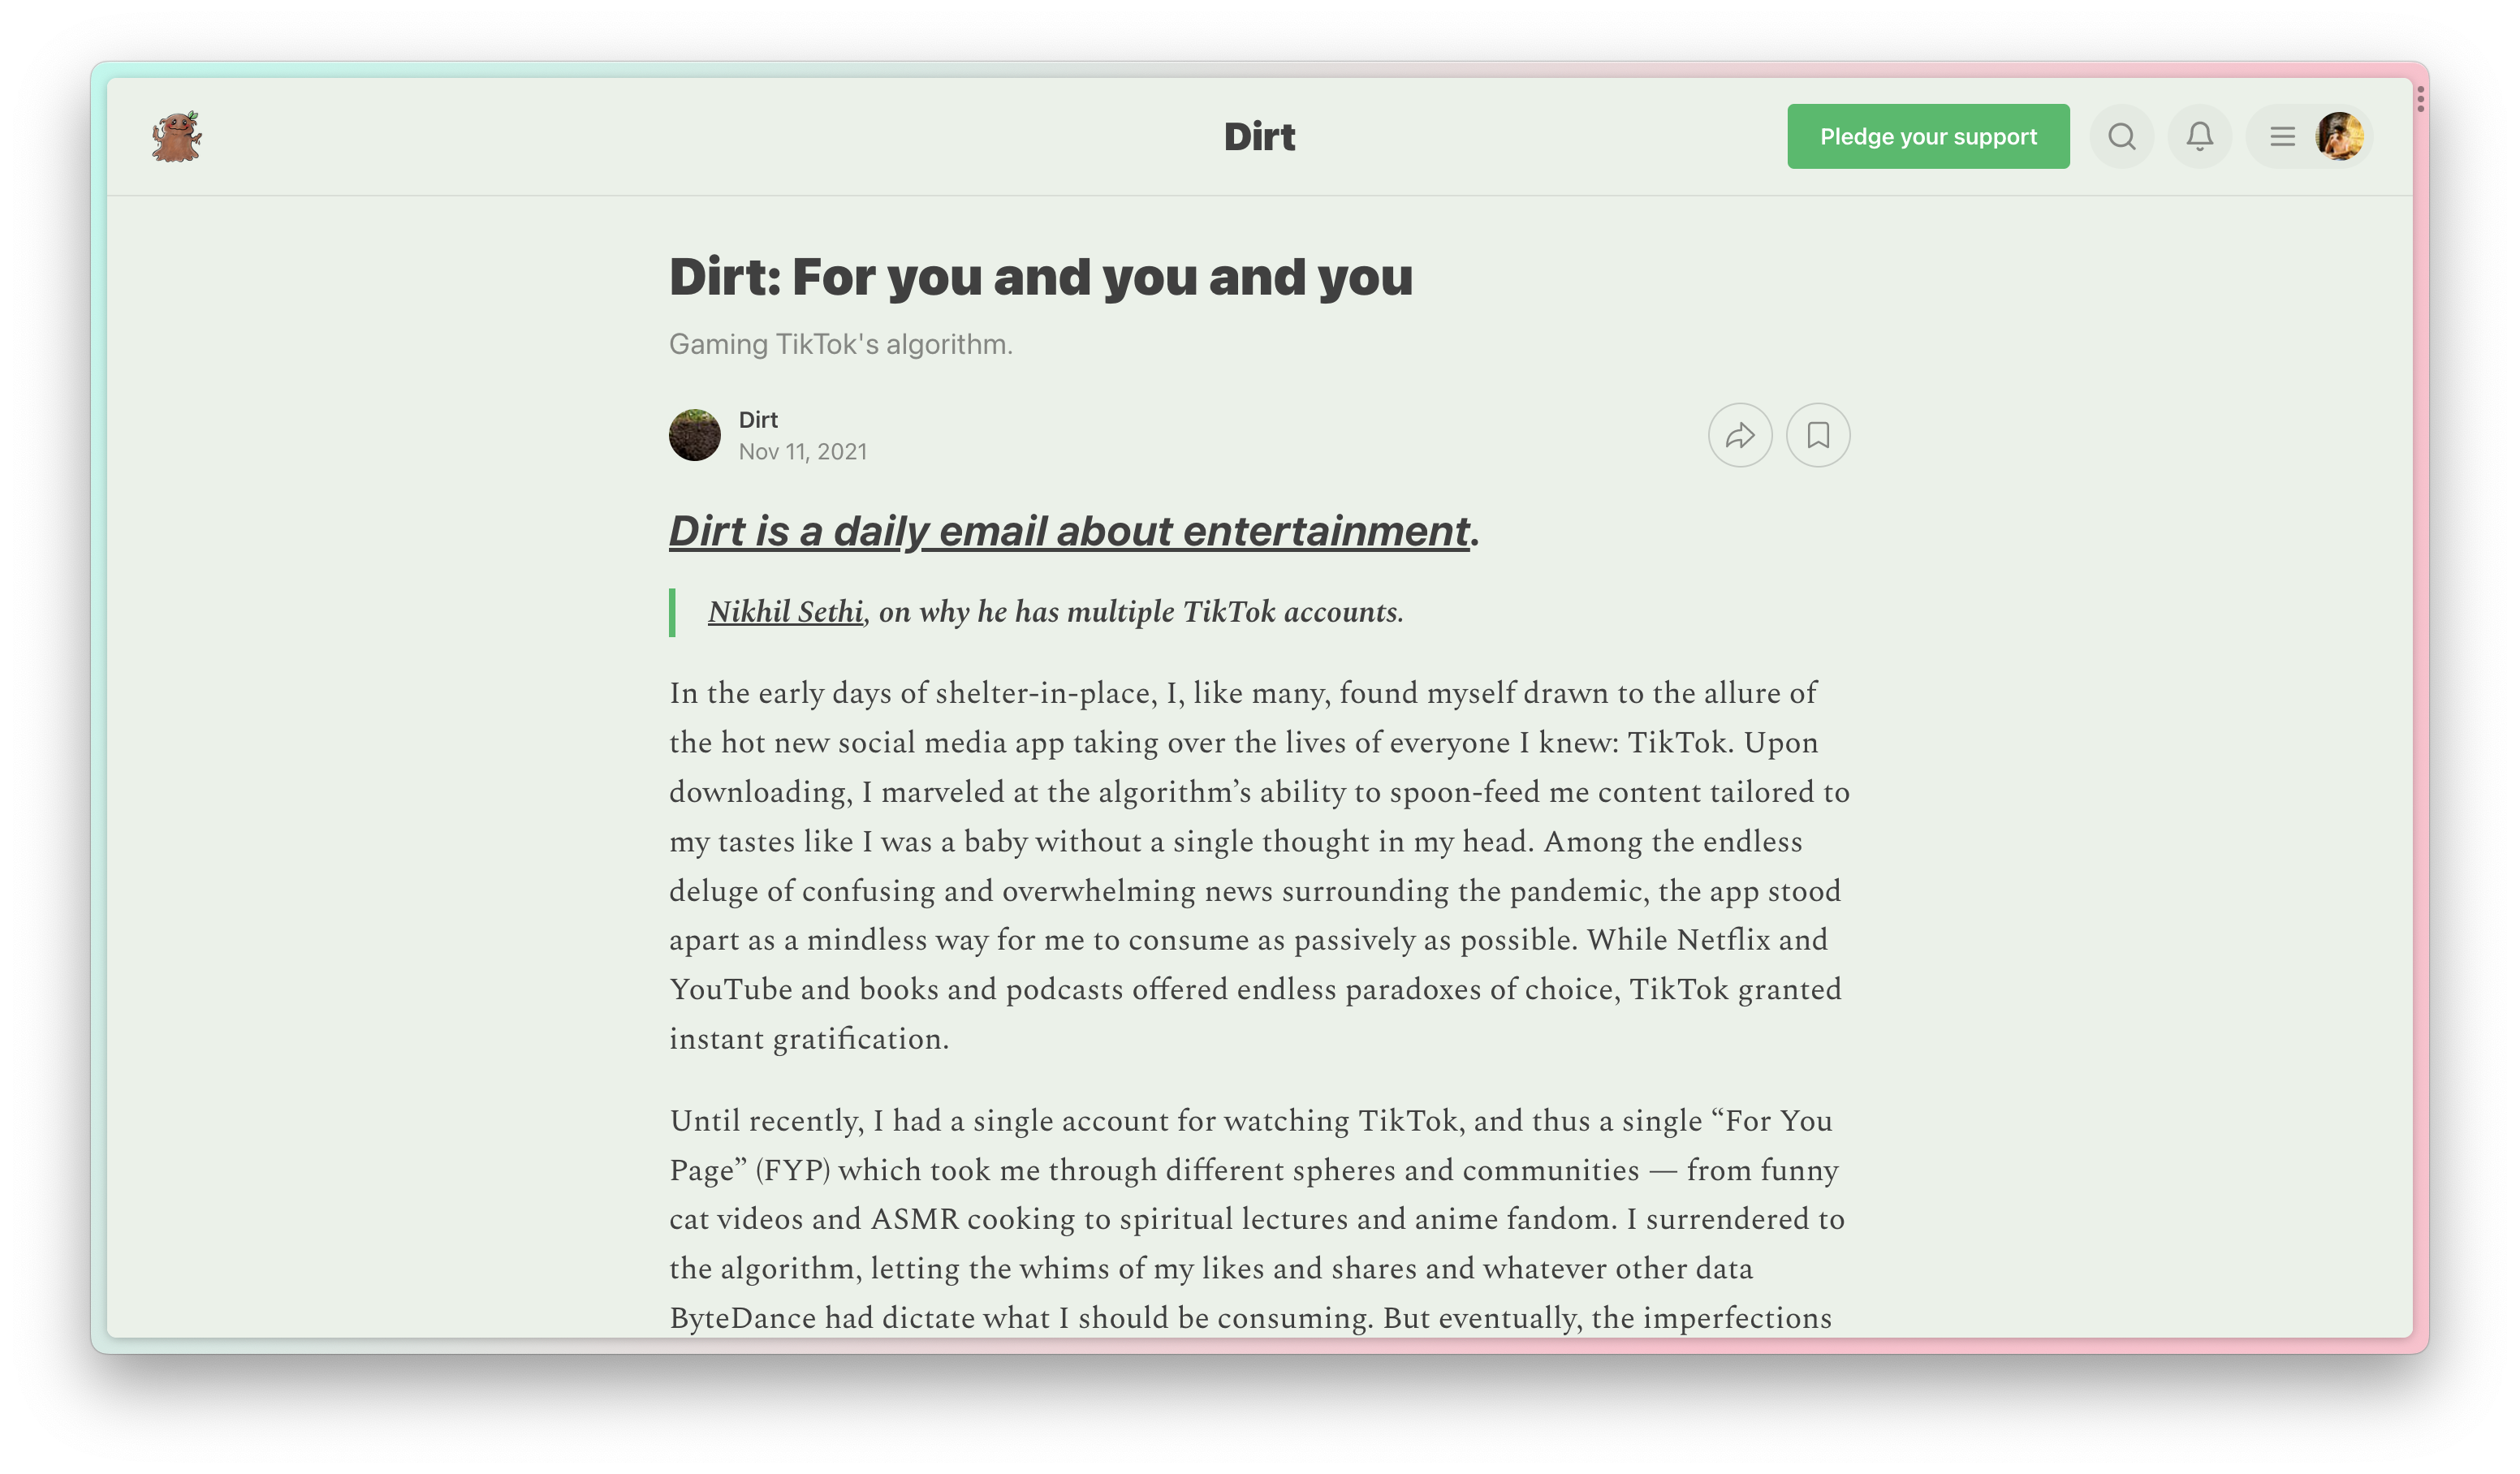 Dirt
Pledge your support
Dirt: For you and you and you
Gaming TikTok's algorithm.
Dirt
Nov 11, 2021
Dirt is a daily email about entertainment.
Nikhil Sethi, on why he has multiple TikTok accounts.
In the early days of shelter-in-place, I, like many, found myself drawn to the allure of
the hot new social media app taking over the lives of everyone I knew: TikTok. Upon
downloading, I marveled at the algorithm’s ability to spoon-feed me content tailored to
my tastes like I was a baby without a single thought in my head. Among the endless
deluge of confusing and overwhelming news surrounding the pandemic, the app stood
apart as a mindless way for me to consume as passively as possible. While Netflix and
YouTube and books and podcasts offered endless paradoxes of choice, TikTok granted
instant gratification.
Until recently, I had a single account for watching TikTok, and thus a single “For You
Page” (FYP) which took me through different spheres and communities — from funny
cat videos and ASMR cooking to spiritual lectures and anime fandom. I surrendered to
the algorithm, letting the whims of my likes and shares and whatever other data
ByteDance had dictate what I should be consuming. But eventually, the imperfections